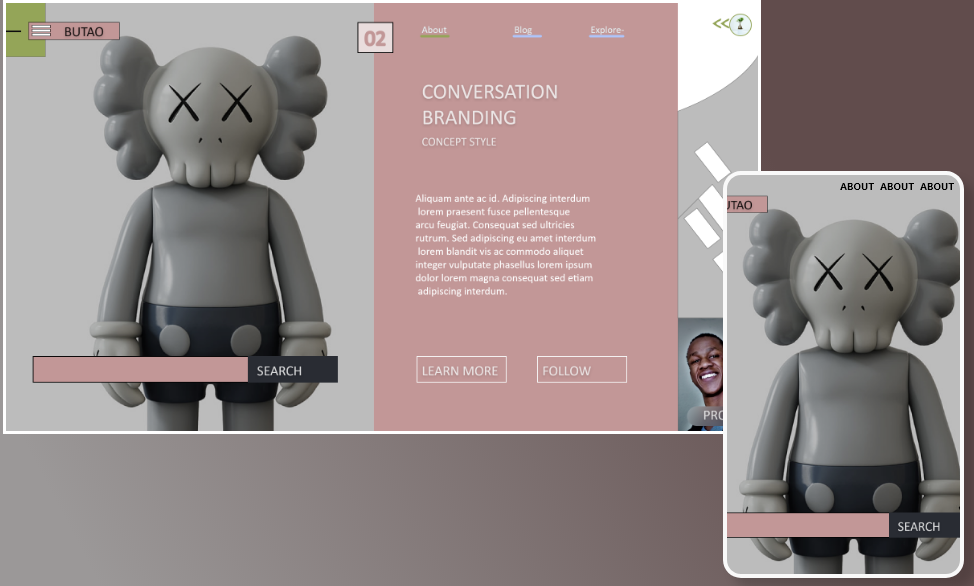 BUTAO
02
About
Blog
Explore-
<<
CONVERSATION
BRANDING
CONCEPT STYLE
Aliquam ante ac id. Adipiscing interdum
lorem praesent fusce pellentesque
arcu feugiat. Consequat sed ultricies
rutrum. Sed adipiscing eu amet interdum
lorem blandit vis ac commodo aliquet
integer vulputate phasellus lorem ipsum
dolor lorem magna consequat sed etiam
adipiscing interdum.
SEARCH
LEARN MORE
FOLLOW
PRO
ABOUT ABOUT ABOUT
UTAO
SEARCH